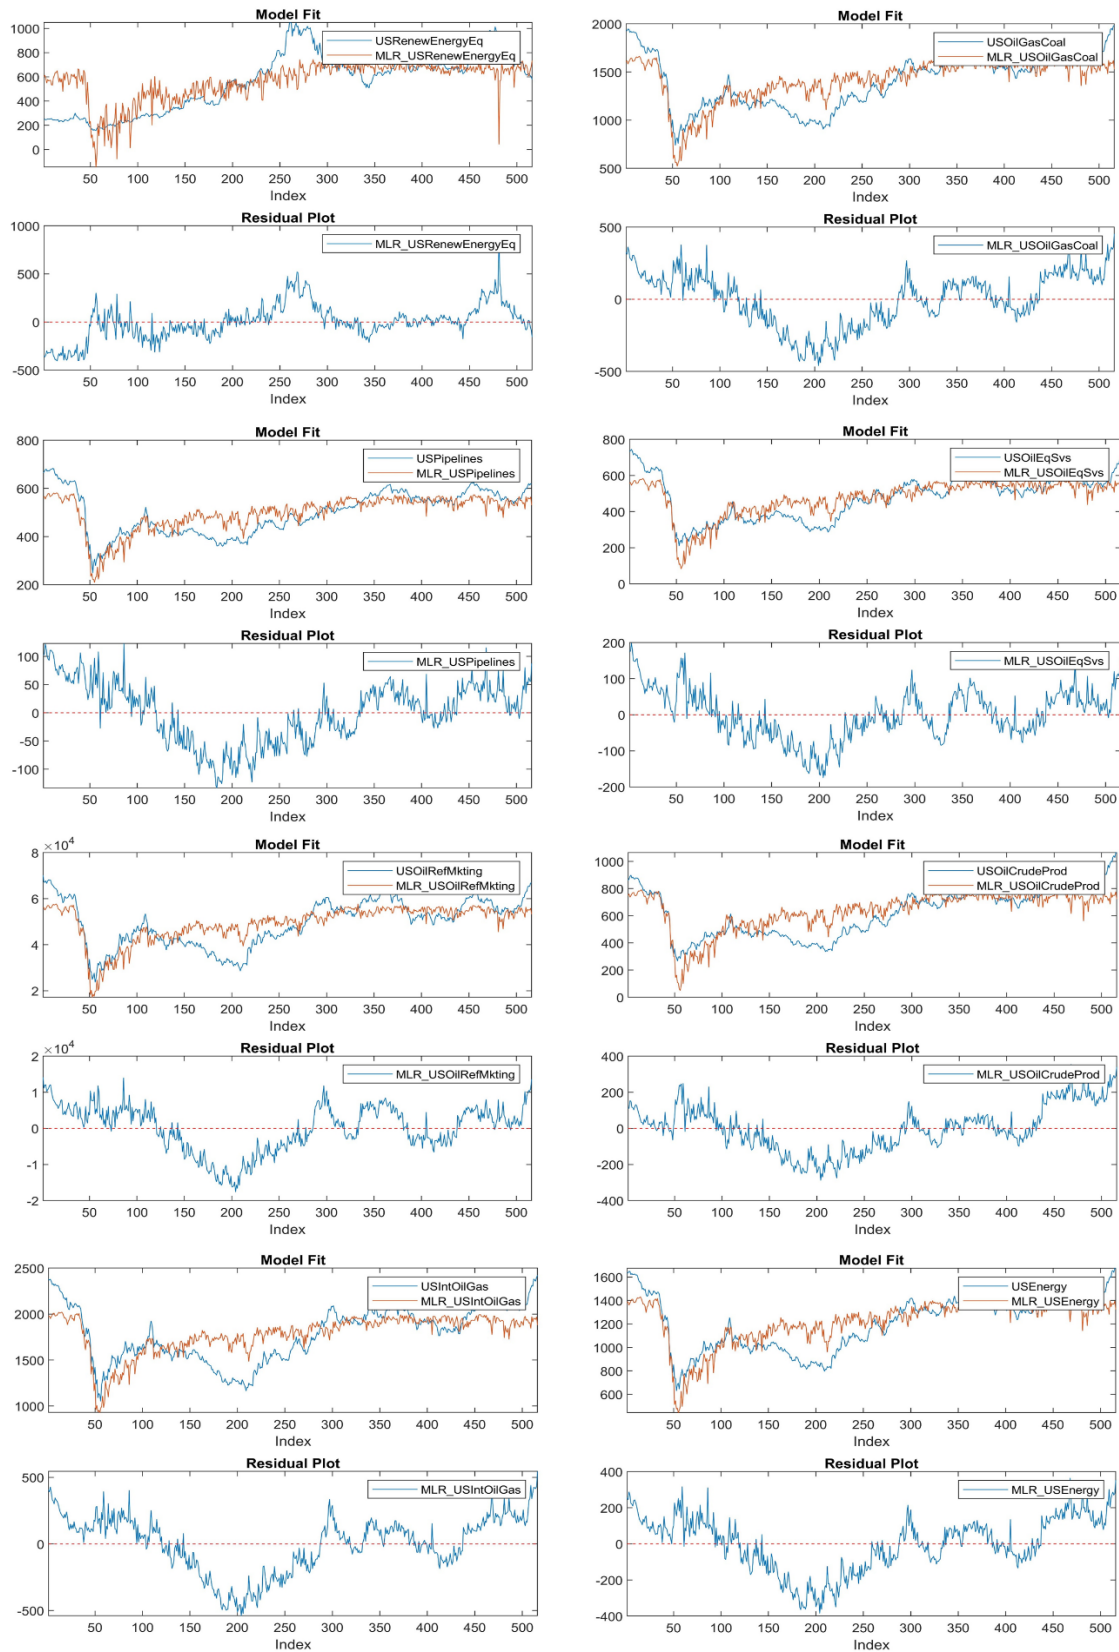 Model Fit
USRenewEnergyEq
MLR_USRenewEnergyEq
1000
800
600
400
200
0
50 100 150 200 250 300 350 400 450 500
Index
Residual Plot
MLR_USRenewEnergyEq
1000
500
0
-500
50 100 150 200 250 300 350 400 450 500
Index
Model Fit
USOilGasCoal
MLR_USOilGasCoal
2000
1500
1000
500
50 100 150 200 250 300 350 400 450 500
Index
Residual Plot
MLR_USOilGasCoal
500
0
-500
50 100 150 200 250 300 350 400 450 500
Index
Model Fit
USPipelines
MLR_USPipelines
800
600
400
200
50 100 150 200 250 300 350 400 450 500
Index
Residual Plot
MLR_USPipelines
100
50
0
-50
-100
50 100 150 200 250 300 350 400 450 500
Index
Model Fit
USOilEqSvs
MLR_USOilEqSvs
800
600
400
200
0
50 100 150 200 250 300 350 400 450 500
Index
Residual Plot
MLR_USOilEqSvs
200
100
0
-100
-200
50 100 150 200 250 300 350 400 450 500
Index
Model Fit
×10⁴
USOilRefMkting
MLR_USOilRefMkting
8
6
4
2
50 100 150 200 250 300 350 400 450 500
Index
Residual Plot
×10⁴
MLR_USOilRefMkting
2
1
0
-1
-2
50 100 150 200 250 300 350 400 450 500
Index
Model Fit
USOilCrudeProd
MLR_USOilCrudeProd
1000
800
600
400
200
0
50 100 150 200 250 300 350 400 450 500
Index
Residual Plot
MLR_USOilCrudeProd
400
200
0
-200
-400
50 100 150 200 250 300 350 400 450 500
Index
Model Fit
USIntOilGas
MLR_USIntOilGas
2500
2000
1500
1000
50 100 150 200 250 300 350 400 450 500
Index
Residual Plot
MLR_USIntOilGas
500
0
-500
50 100 150 200 250 300 350 400 450 500
Index
Model Fit
USEnergy
MLR_USEnergy
1600
1400
1200
1000
800
600
50 100 150 200 250 300 350 400 450 500
Index
Residual Plot
MLR_USEnergy
400
200
0
-200
-400
50 100 150 200 250 300 350 400 450 500
Index